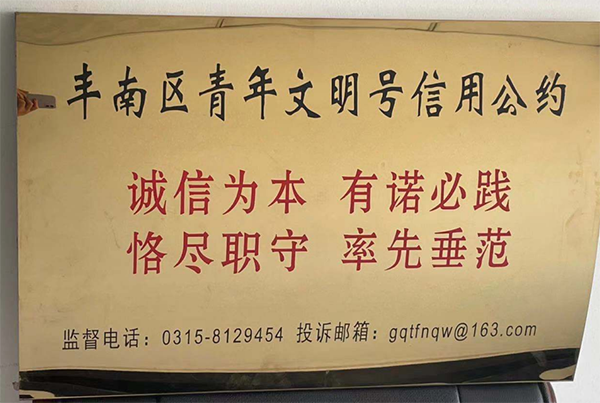 丰南区青年文明号信用公约
诚信为本 有诺必践
恪尽职守 率先垂范
监督电话：0315-8129454 投诉邮箱：gqtfnqw@163.com